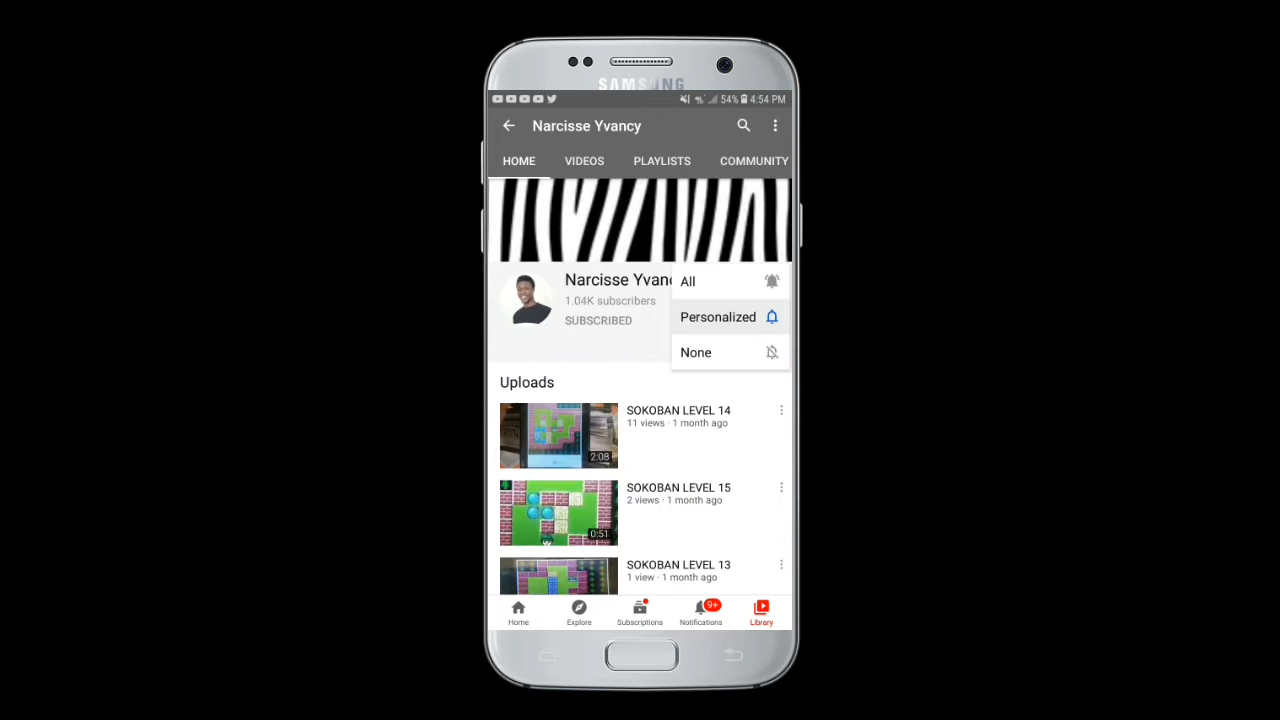 SAMSUNG
54% 4:54 PM
Narcisse Yvancy
HOME VIDEOS PLAYLISTS COMMUNITY
Narcisse Yvan
1.04K subscribers
SUBSCRIBED
All
Personalized
None
Uploads
SOKOBAN LEVEL 14
11 views · 1 month ago
2:08
SOKOBAN LEVEL 15
2 views · 1 month ago
0:51
SOKOBAN LEVEL 13
1 view · 1 month ago
9+
Home Explore Subscriptions Notifications Library